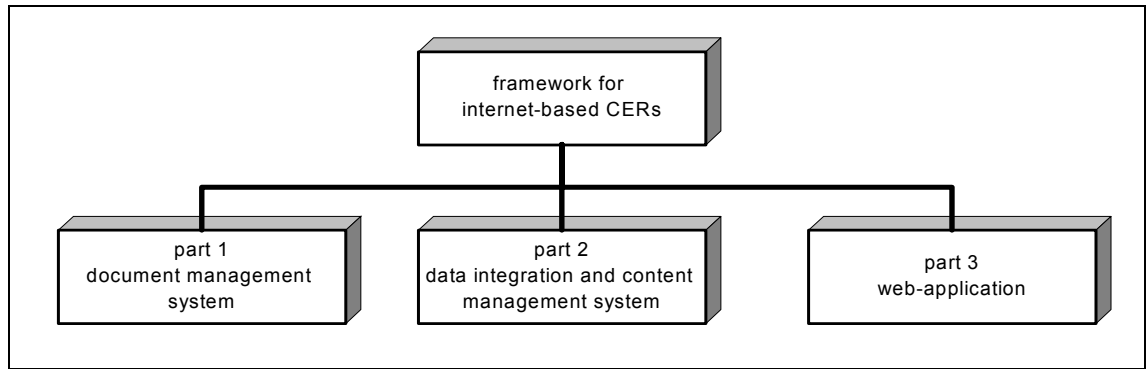 framework for
internet-based CERs
part 1
document management
system
part 2
data integration and content
management system
part 3
web-application